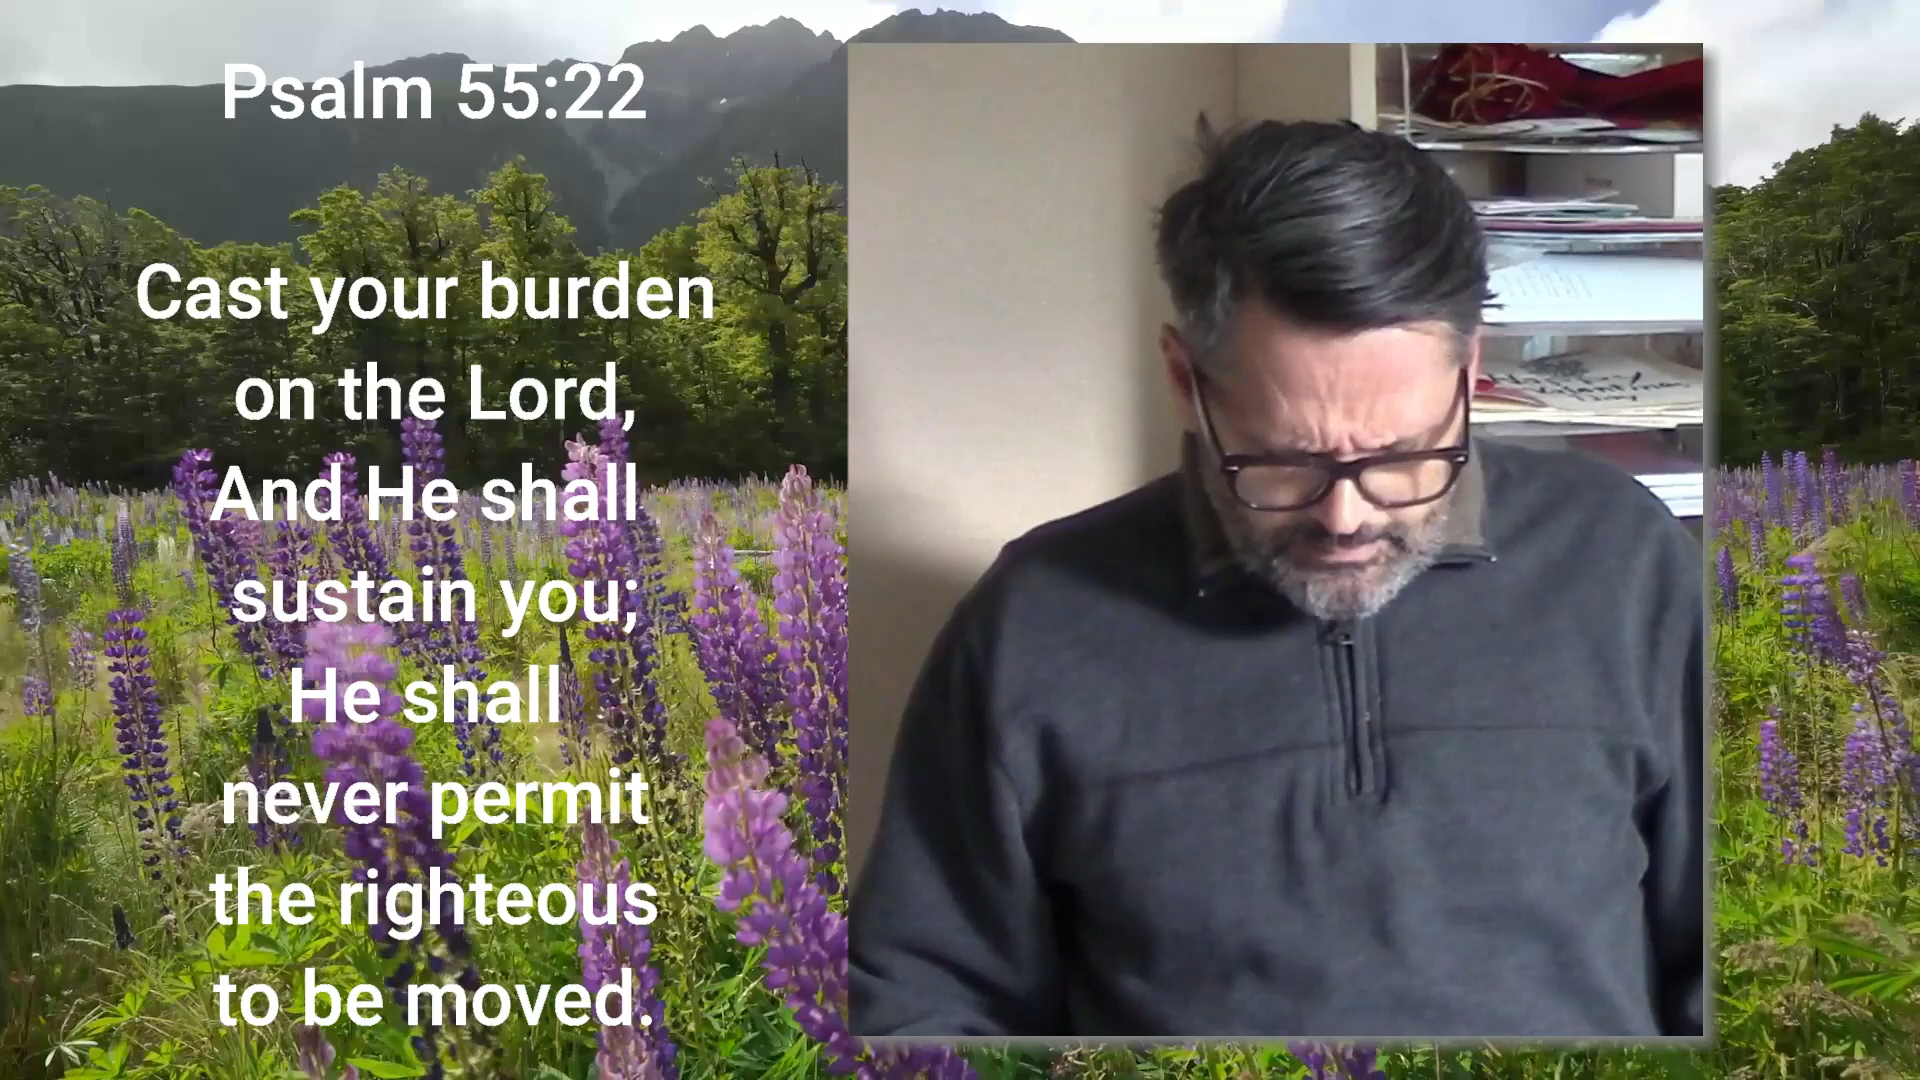 Psalm 55:22
Cast your burden
on the Lord,
And He shall
sustain you;
He shall
never permit
the righteous
to be moved.